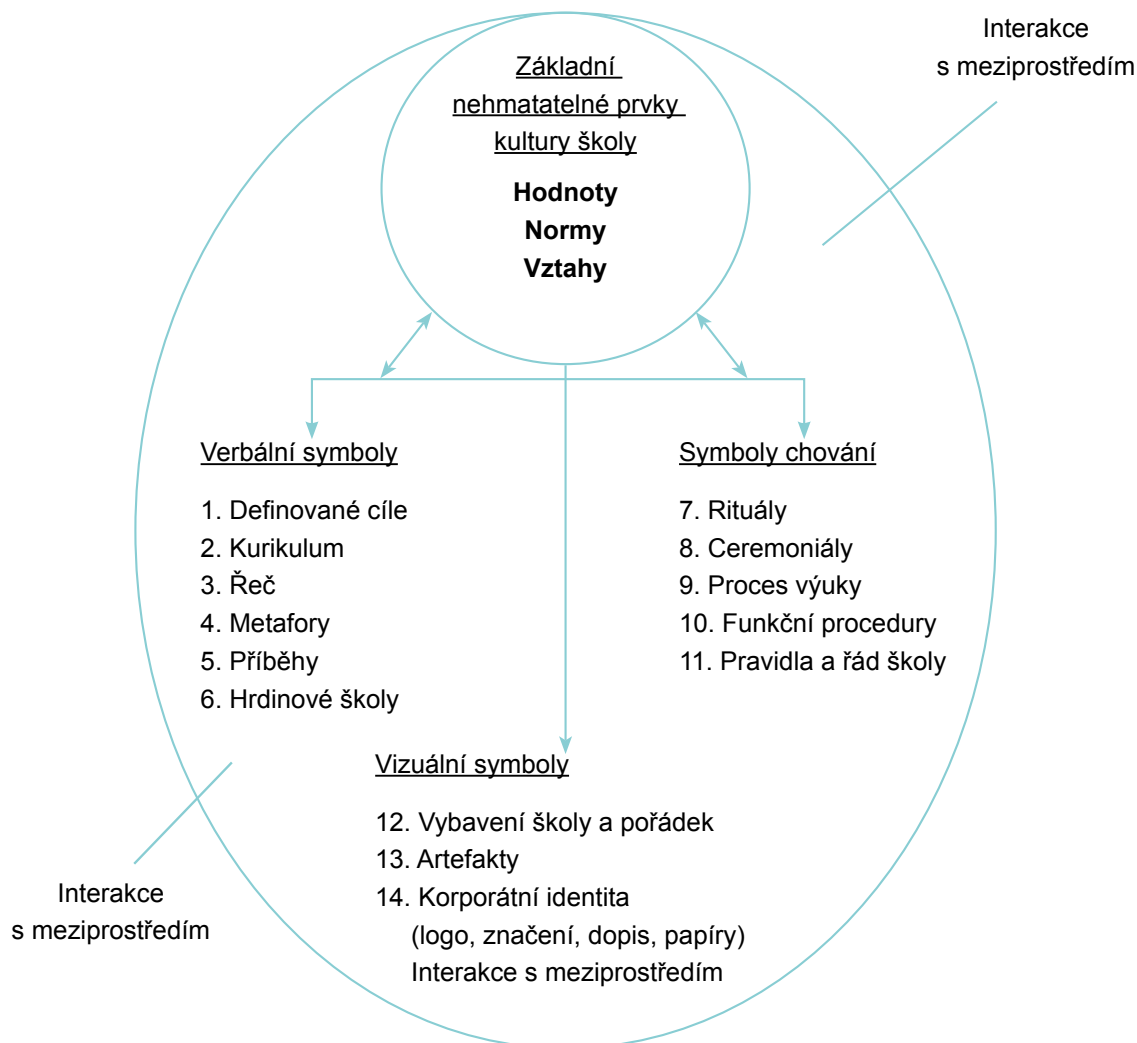 Interakce
s meziprostředím
Základní
nehmatatelné prvky
kultury školy
Hodnoty
Normy
Vztahy
Verbální symboly
1. Definované cíle
2. Kurikulum
3. Řeč
4. Metafory
5. Příběhy
6. Hrdinové školy
Symboly chování
7. Rituály
8. Ceremoniály
9. Proces výuky
10. Funkční procedury
11. Pravidla a řád školy
Vizuální symboly
12. Vybavení školy a pořádek
13. Artefakty
14. Korporátní identita
(logo, značení, dopis, papíry)
Interakce s meziprostředím
Interakce
s meziprostředím